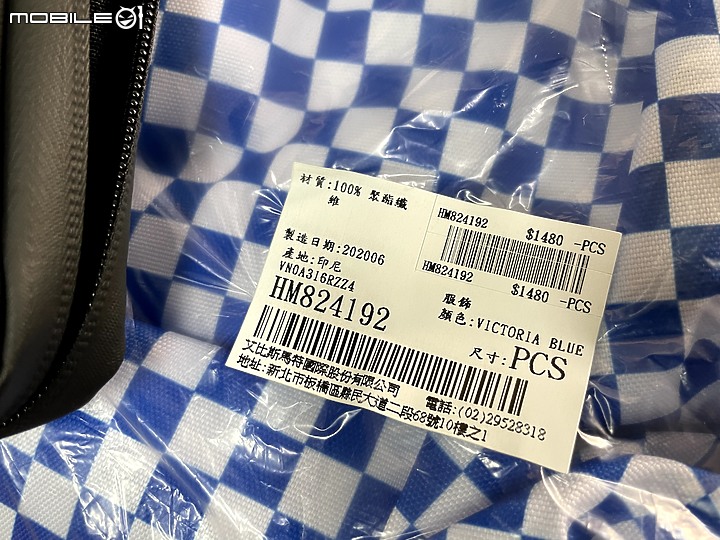 MOBILE01
材質:100% 聚酯纖
維
HM824192 $1480 -PCS
HM824192 $1480 -PCS
製造日期:202006
產地:印尼
VN0A3I6RZZ4
HM824192
服飾
顏色:VICTORIA BLUE
尺寸:PCS
艾比斯馬特國際股份有限公司 電話:(02)29528318
地址:新北市板橋區縣民大道二段68號10樓之1